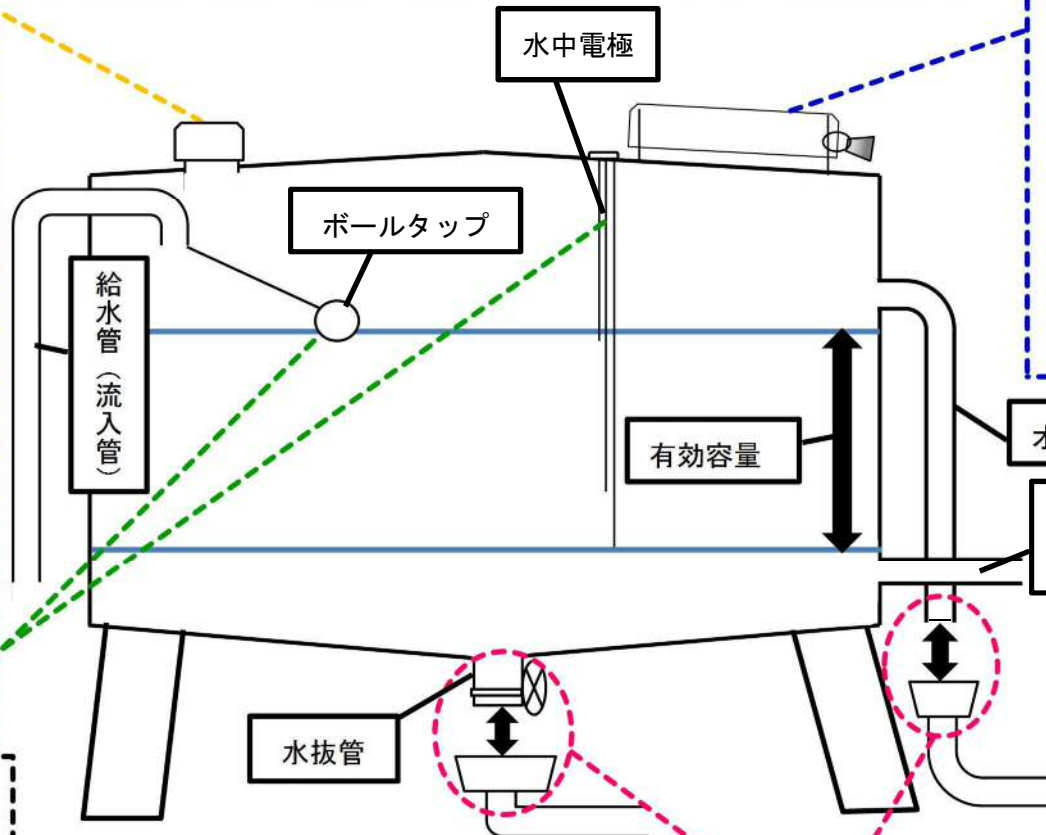 水中電極
ボールタップ
給水管（流入管）
有効容量
水抜管